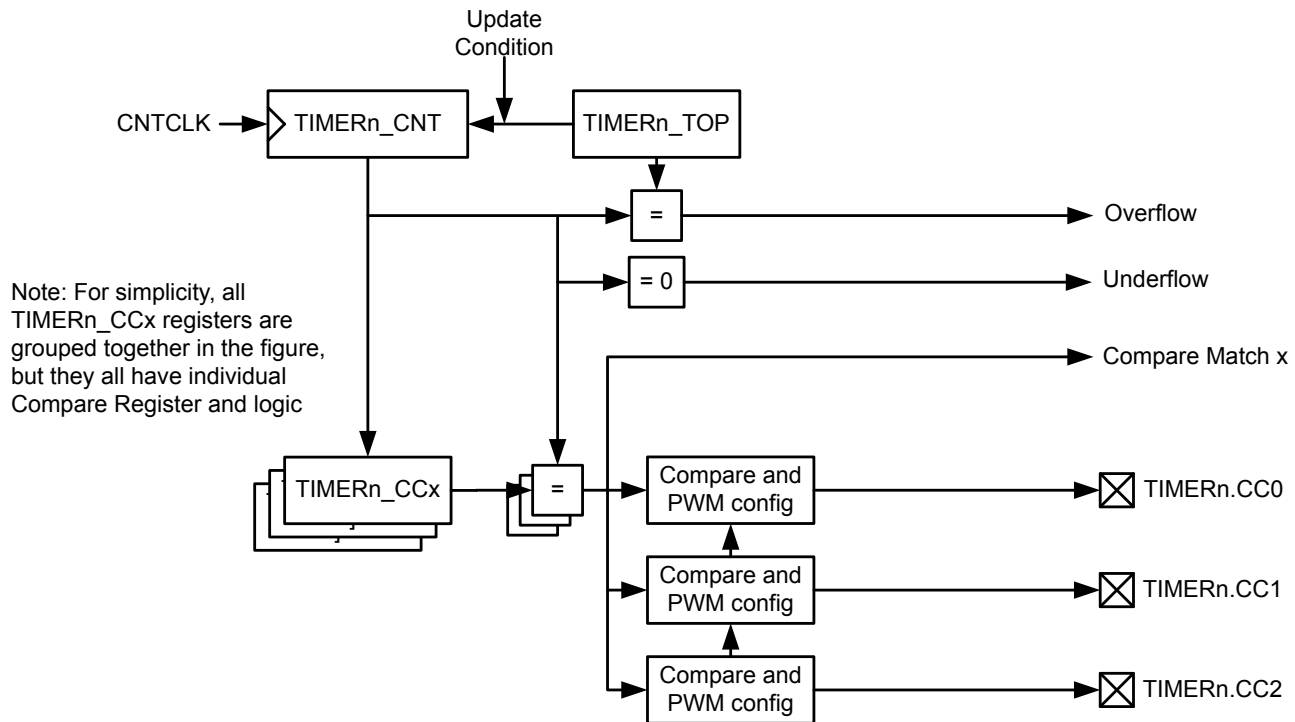 Update
Condition
CNTCLK
TIMERn_CNT
TIMERn_TOP
=
Overflow
= 0
Underflow
Note: For simplicity, all
TIMERn_CCx registers are
grouped together in the figure,
but they all have individual
Compare Register and logic
Compare Match x
TIMERn_CCx
=
Compare and
PWM config
TIMERn.CC0
Compare and
PWM config
TIMERn.CC1
Compare and
PWM config
TIMERn.CC2